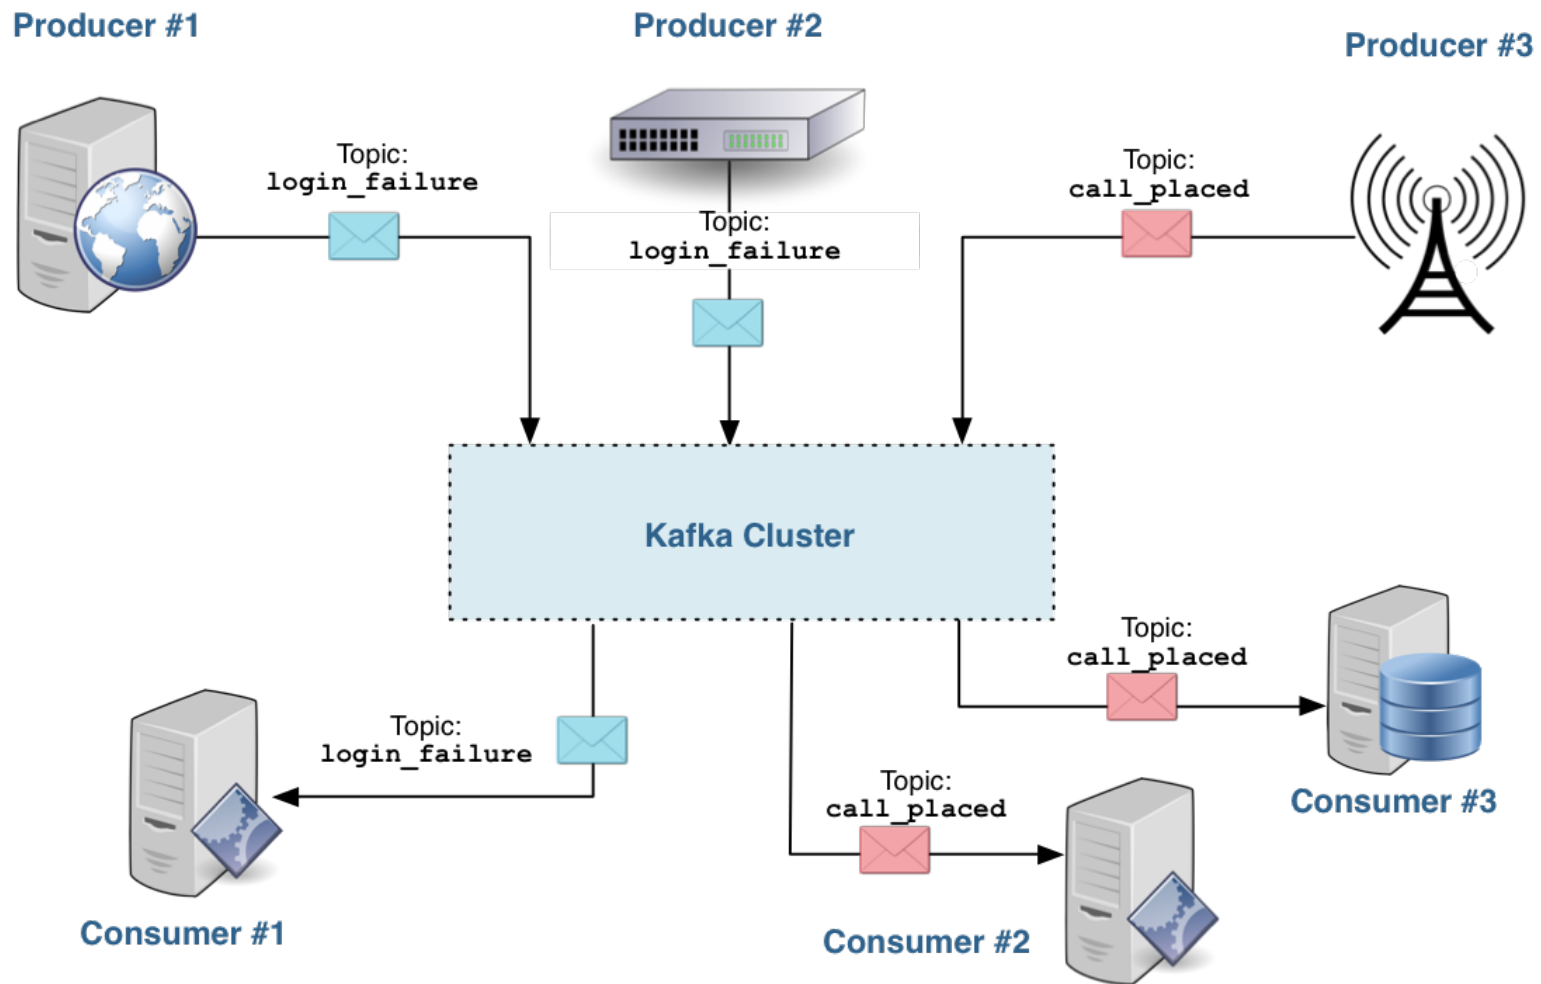 Producer #1
Producer #2
Producer #3
Topic:
login_failure
Topic:
login_failure
Topic:
call_placed
Kafka Cluster
Topic:
login_failure
Consumer #1
Topic:
call_placed
Consumer #2
Topic:
call_placed
Consumer #3